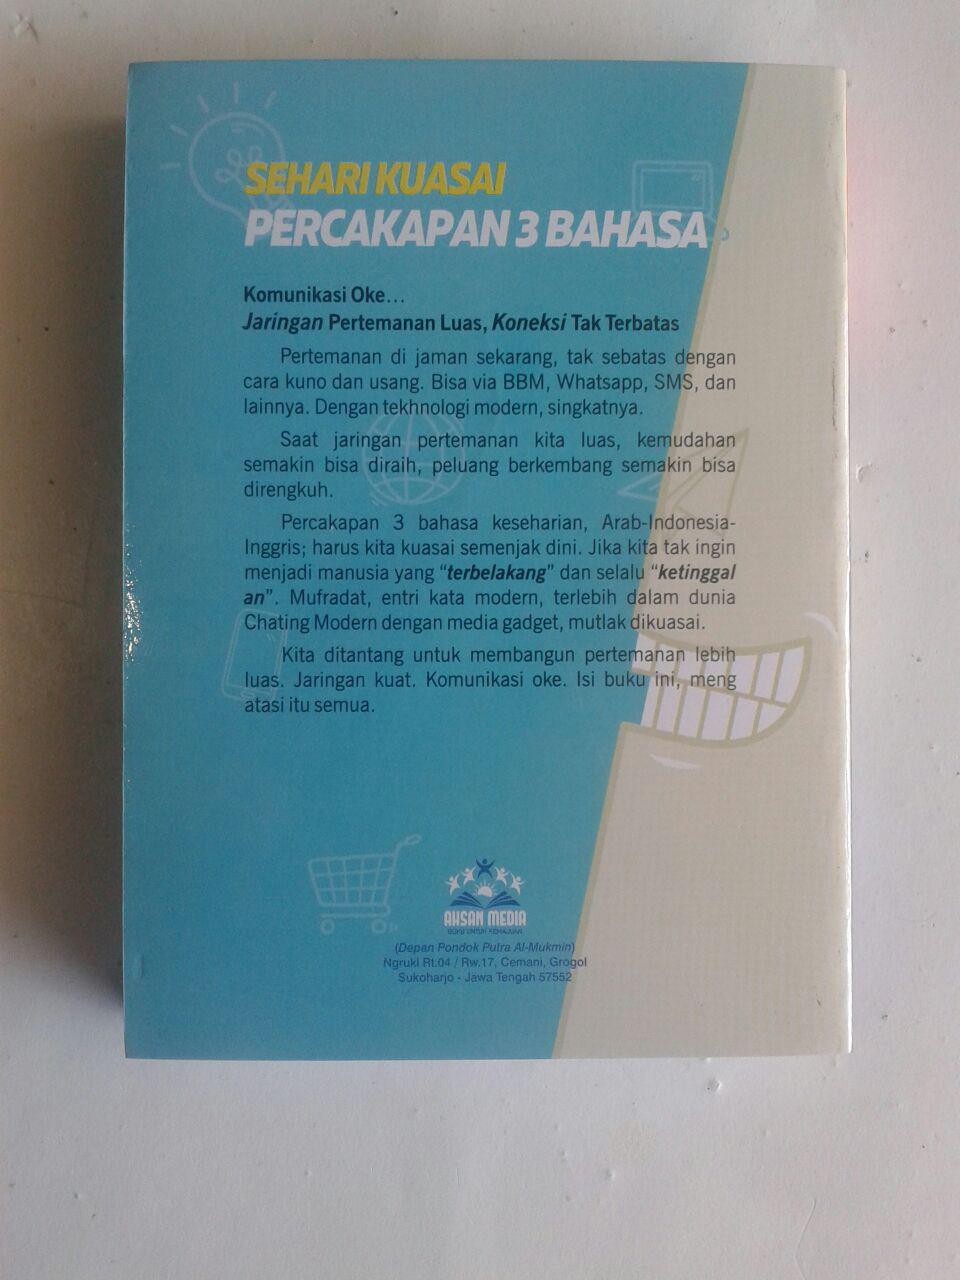 SEHARI KUASAI
PERCAKAPAN 3 BAHASA
Komunikasi Oke...
Jaringan Pertemanan Luas, Koneksi Tak Terbatas
Pertemanan di jaman sekarang, tak sebatas dengan
cara kuno dan usang. Bisa via BBM, Whatsapp, SMS, dan
lainnya. Dengan tekhnologi modern, singkatnya.
Saat jaringan pertemanan kita luas, kemudahan
semakin bisa diraih, peluang berkembang semakin bisa
direngkuh.
Percakapan 3 bahasa keseharian, Arab-Indonesia-
Inggris; harus kita kuasai semenjak dini. Jika kita tak ingin
menjadi manusia yang “terbelakang” dan selalu “ketinggal
an”. Mufradat, entri kata modern, terlebih dalam dunia
Chating Modern dengan media gadget, mutlak dikuasai.
Kita ditantang untuk membangun pertemanan lebih
luas. Jaringan kuat. Komunikasi oke. Isi buku ini, meng
atasi itu semua.
AHSAN MEDIA
BUKU UNTUK KEMAJUAN
(Depan Pondok Putra Al-Mukmin)
Ngruki Rt.04 / Rw.17, Cemani, Grogol
Sukoharjo - Jawa Tengah 57552